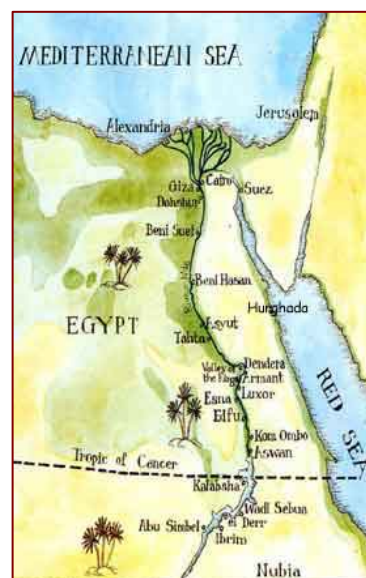 MEDITERRANEAN SEA
Jerusalem
Alexandria
Cairo
Giza
Suez
Dahshur
Beni Suef
Beni Hasan
Hurghada
EGYPT
Asyut
Tahta
RED SEA
Dendera
Valley of
the Kings
Armant
Luxor
Esna
Edfu
Kom Ombo
Aswan
Tropic of Cancer
Kalabsha
Wadi Sebua
el Derr
Abu Simbel
Ibrim
Nubia